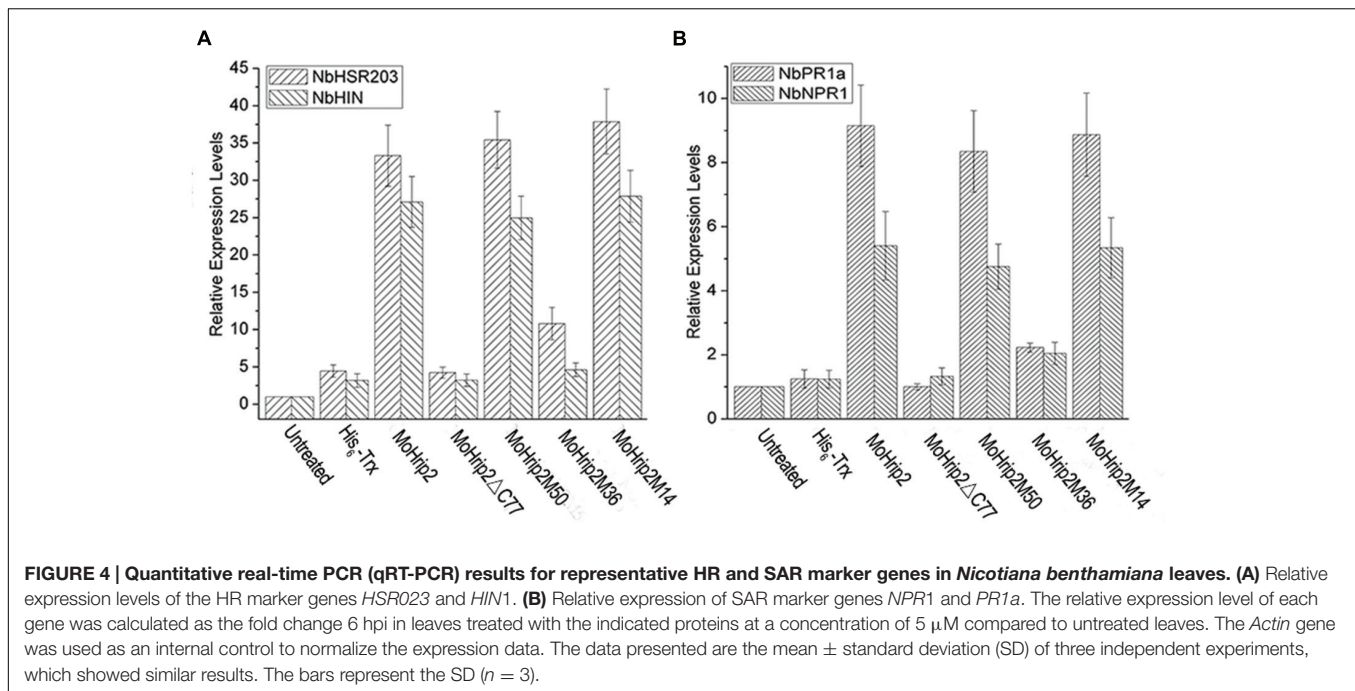 A
B
45
40
35
30
25
20
15
10
5
0
Relative Expression Levels
NbHSR203
NbHIN
Untreated
His6-Trx
MoHrip2
MoHrip2△C77
MoHrip2M50
MoHrip2M36
MoHrip2M14
10
8
6
4
2
0
Relative Expression Levels
NbPR1a
NbNPR1
Untreated
His6-Trx
MoHrip2
MoHrip2△C77
MoHrip2M50
MoHrip2M36
MoHrip2M14
FIGURE 4 | Quantitative real-time PCR (qRT-PCR) results for representative HR and SAR marker genes in Nicotiana benthamiana leaves. (A) Relative
expression levels of the HR marker genes HSR023 and HIN1. (B) Relative expression of SAR marker genes NPR1 and PR1a. The relative expression level of each
gene was calculated as the fold change 6 hpi in leaves treated with the indicated proteins at a concentration of 5 μM compared to untreated leaves. The Actin gene
was used as an internal control to normalize the expression data. The data presented are the mean ± standard deviation (SD) of three independent experiments,
which showed similar results. The bars represent the SD (n = 3).